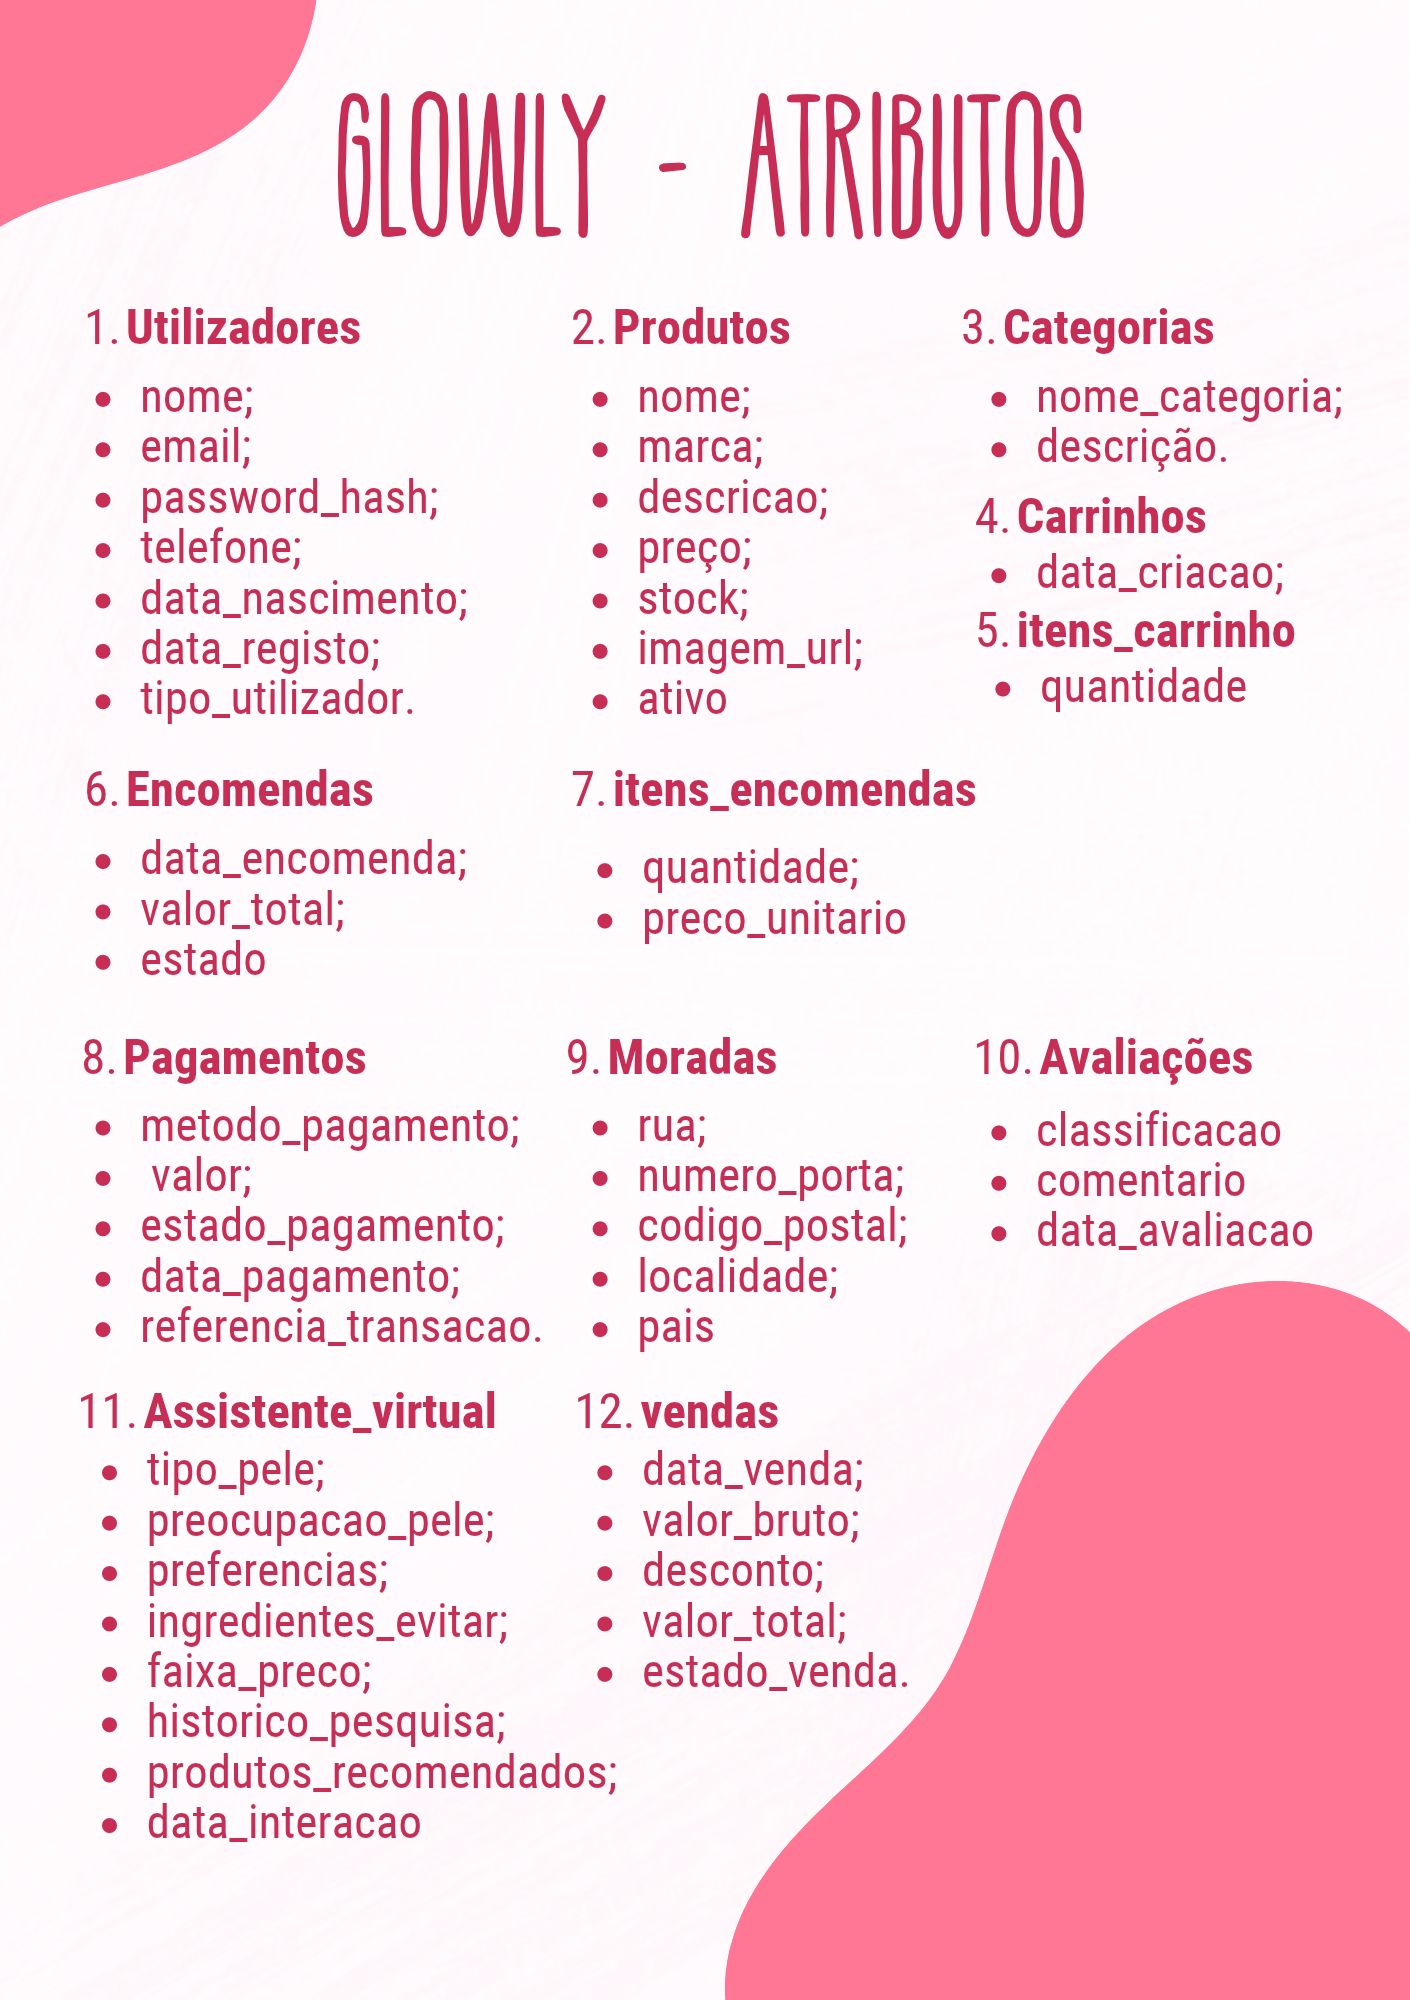 GLOWLY - ATRIBUTOS
1. Utilizadores
• nome;
• email;
• password_hash;
• telefone;
• data_nascimento;
• data_registo;
• tipo_utilizador.
2. Produtos
• nome;
• marca;
• descricao;
• preço;
• stock;
• imagem_url;
• ativo
3. Categorias
• nome_categoria;
• descrição.
4. Carrinhos
• data_criacao;
5. itens_carrinho
• quantidade
6. Encomendas
• data_encomenda;
• valor_total;
• estado
7. itens_encomendas
• quantidade;
• preco_unitario
8. Pagamentos
• metodo_pagamento;
• valor;
• estado_pagamento;
• data_pagamento;
• referencia_transacao.
9. Moradas
• rua;
• numero_porta;
• codigo_postal;
• localidade;
• pais
10. Avaliações
• classificacao
• comentario
• data_avaliacao
11. Assistente_virtual
• tipo_pele;
• preocupacao_pele;
• preferencias;
• ingredientes_evitar;
• faixa_preco;
• historico_pesquisa;
• produtos_recomendados;
• data_interacao
12. vendas
• data_venda;
• valor_bruto;
• desconto;
• valor_total;
• estado_venda.